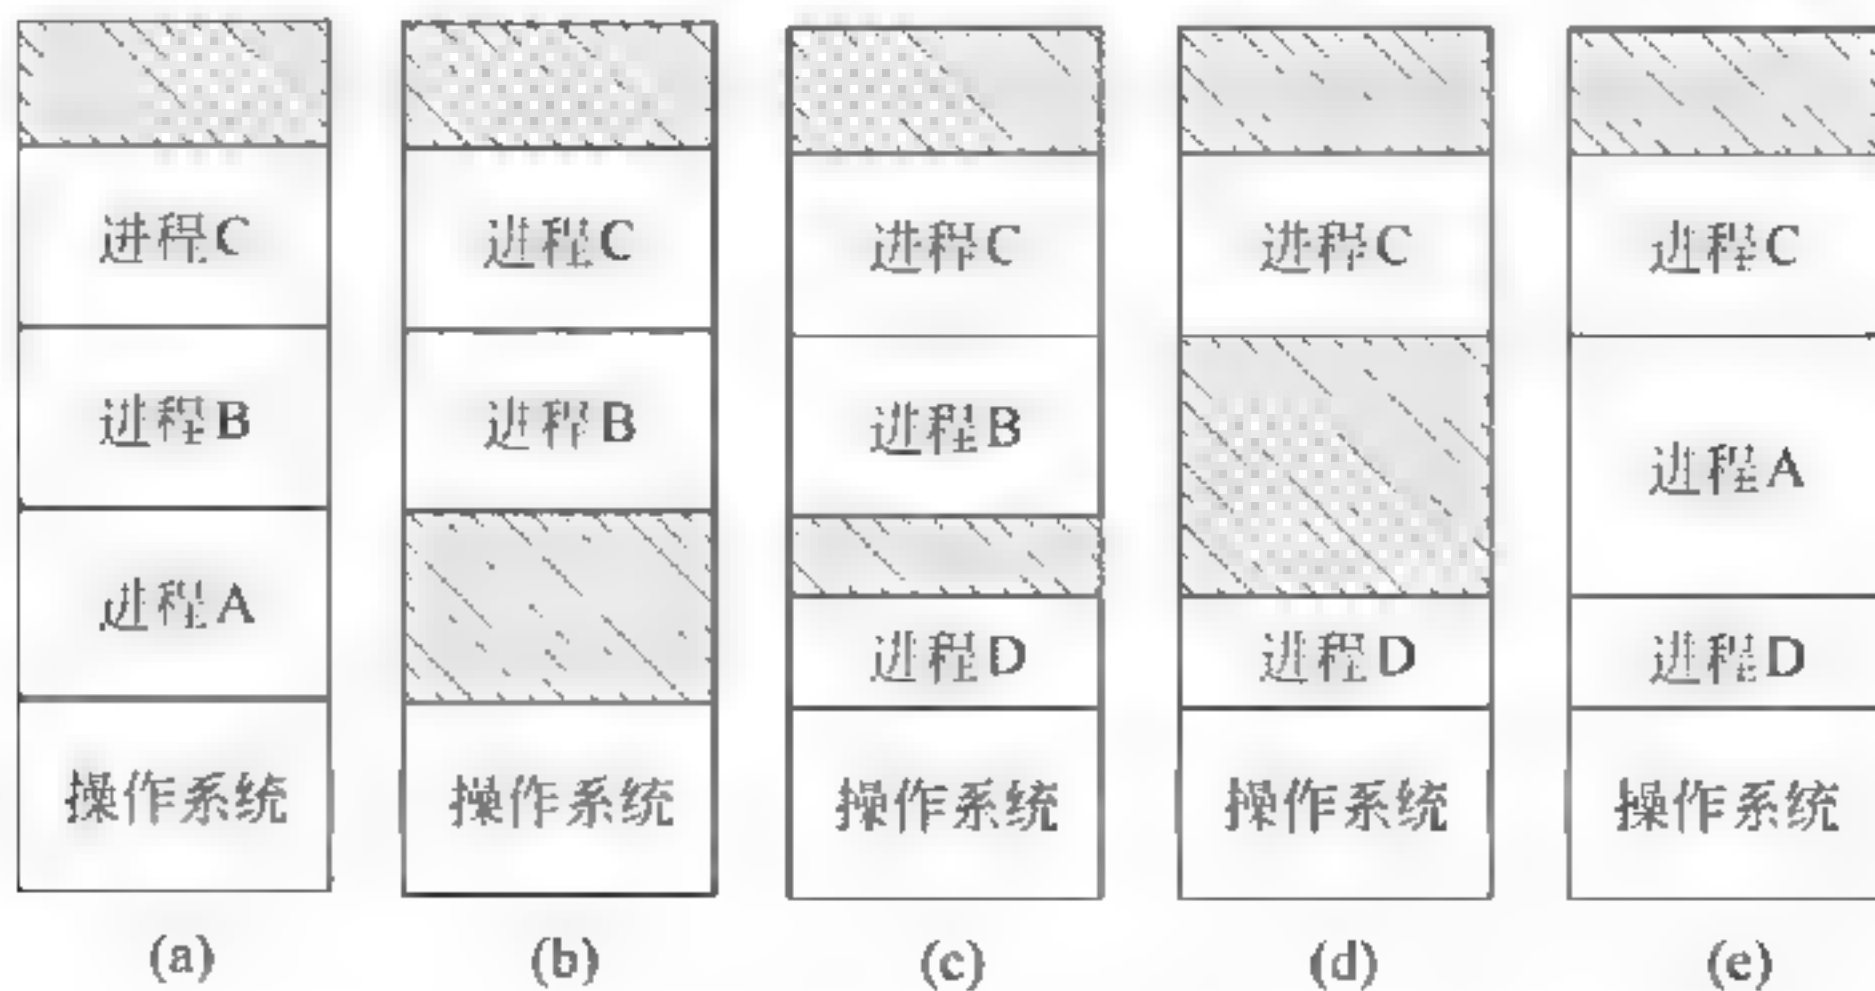 进程C
进程B
进程A
操作系统
(a)
进程C
进程B
操作系统
(b)
进程C
进程B
进程D
操作系统
(c)
进程C
进程D
操作系统
(d)
进程C
进程A
进程D
操作系统
(e)